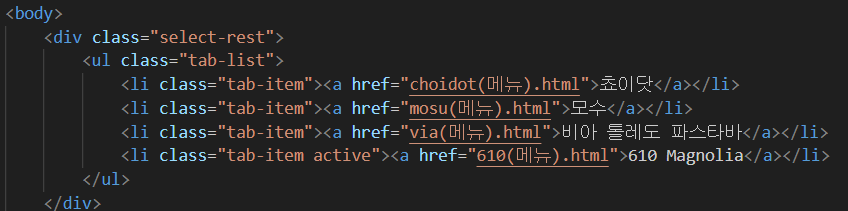 <body>
<div class="select-rest">
<ul class="tab-list">
<li class="tab-item"><a href="choidot(메뉴).html">쵸이닷</a></li>
<li class="tab-item"><a href="mosu(메뉴).html">모수</a></li>
<li class="tab-item"><a href="via(메뉴).html">비아 톨레도 파스타바</a></li>
<li class="tab-item active"><a href="610(메뉴).html">610 Magnolia</a></li>
</ul>
</div>